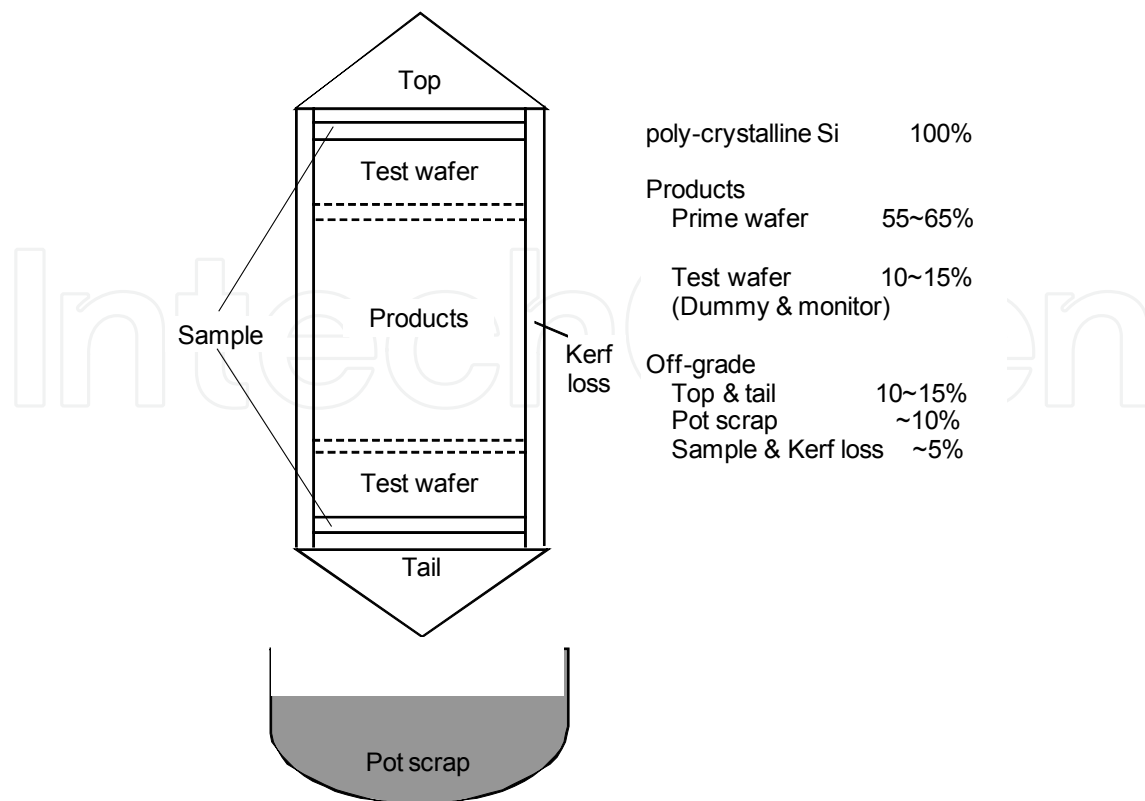 Top
Test wafer
Products
Sample
Kerf
loss
Test wafer
Tail
Pot scrap
poly-crystalline Si 100%
Products
Prime wafer 55~65%
Test wafer 10~15%
(Dummy & monitor)
Off-grade
Top & tail 10~15%
Pot scrap ~10%
Sample & Kerf loss ~5%
IntechOpen